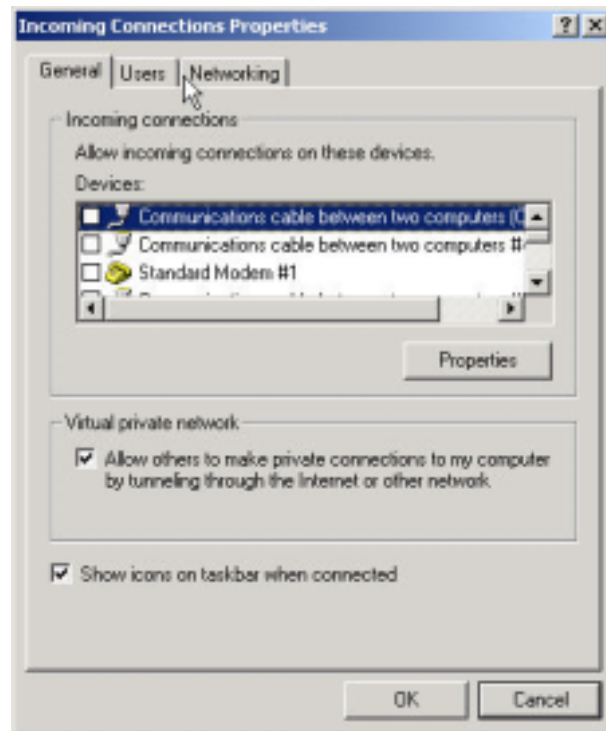 Incoming Connections Properties
General Users Networking
Incoming connections
Allow incoming connections on these devices.
Devices:
Communications cable between two computers (C
Communications cable between two computers #
Standard Modem #1
Properties
Virtual private network
Allow others to make private connections to my computer
by tunneling through the Internet or other network
Show icons on taskbar when connected
OK Cancel